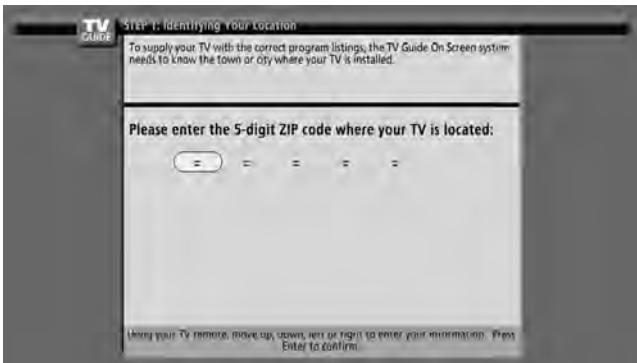 TV
GUIDE
STEP 1: Identifying Your Location
To supply your TV with the correct program listings, the TV Guide On Screen system
needs to know the town or city where your TV is installed.
Please enter the 5-digit ZIP code where your TV is located:
= = = = =
Using your TV remote, move up, down, left or right to enter your information. Press
Enter to confirm.